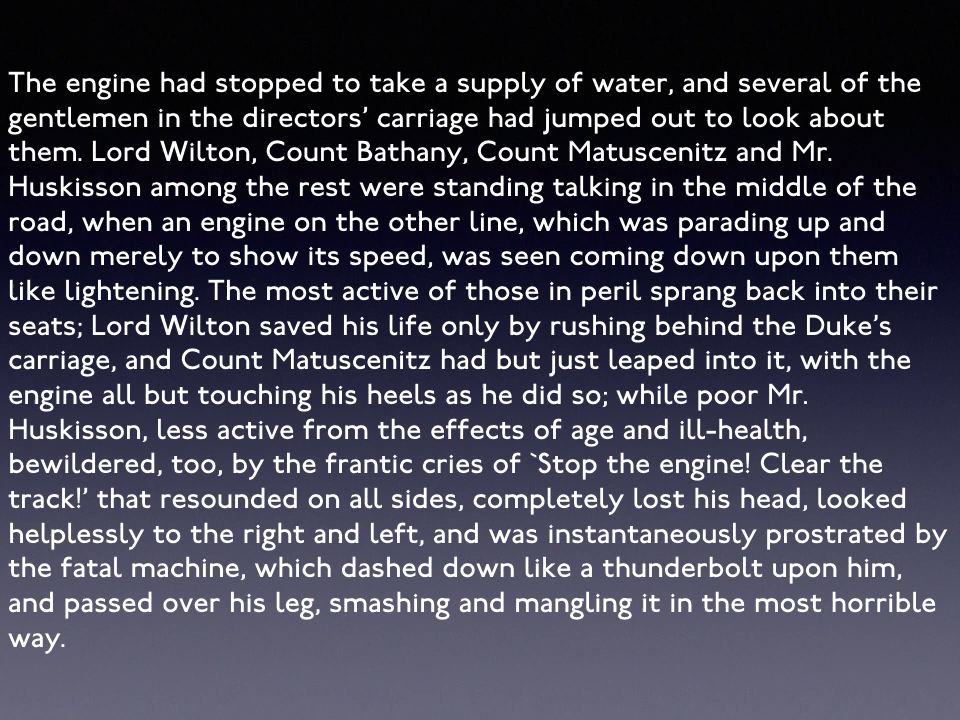 The engine had stopped to take a supply of water, and several of the
gentlemen in the directors’ carriage had jumped out to look about
them. Lord Wilton, Count Bathany, Count Matuscenitz and Mr.
Huskisson among the rest were standing talking in the middle of the
road, when an engine on the other line, which was parading up and
down merely to show its speed, was seen coming down upon them
like lightening. The most active of those in peril sprang back into their
seats; Lord Wilton saved his life only by rushing behind the Duke’s
carriage, and Count Matuscenitz had but just leaped into it, with the
engine all but touching his heels as he did so; while poor Mr.
Huskisson, less active from the effects of age and ill-health,
bewildered, too, by the frantic cries of `Stop the engine! Clear the
track!’ that resounded on all sides, completely lost his head, looked
helplessly to the right and left, and was instantaneously prostrated by
the fatal machine, which dashed down like a thunderbolt upon him,
and passed over his leg, smashing and mangling it in the most horrible
way.